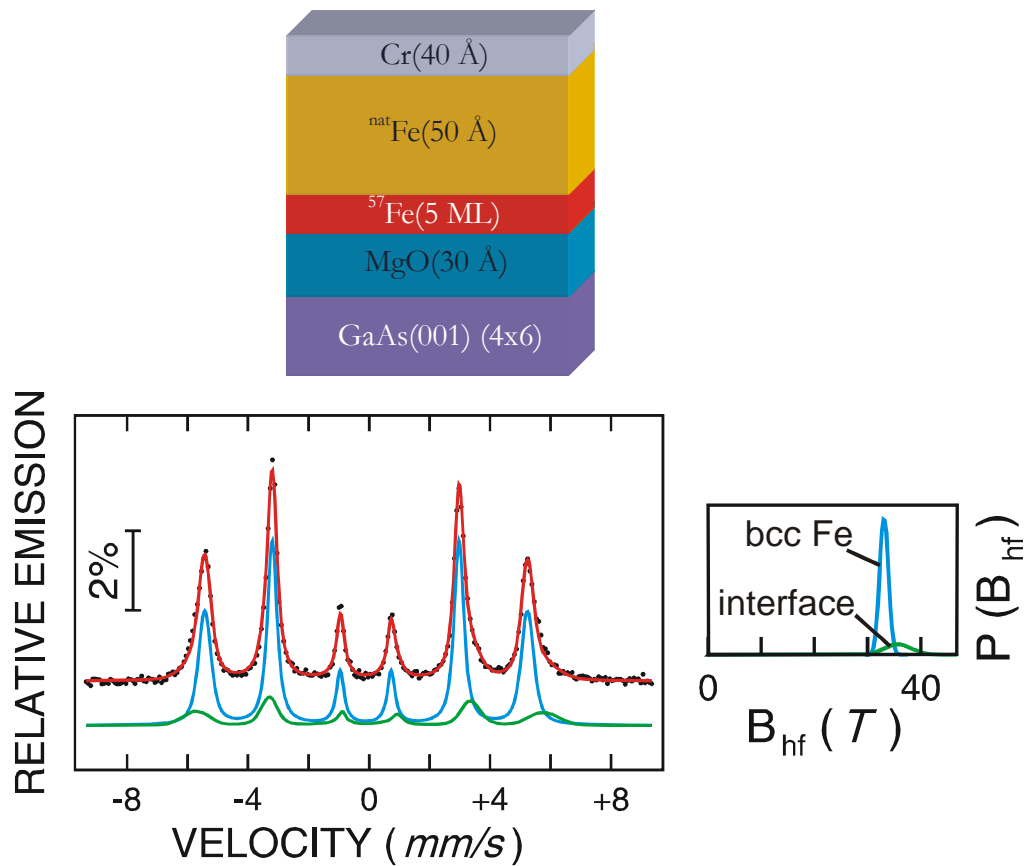 Cr(40 Å)
natFe(50 Å)
57Fe(5 ML)
MgO(30 Å)
GaAs(001) (4x6)
RELATIVE EMISSION
2%
-8 -4 0 +4 +8
VELOCITY (mm/s)
bcc Fe
interface
0 40
Bhf (T)
P (Bhf)